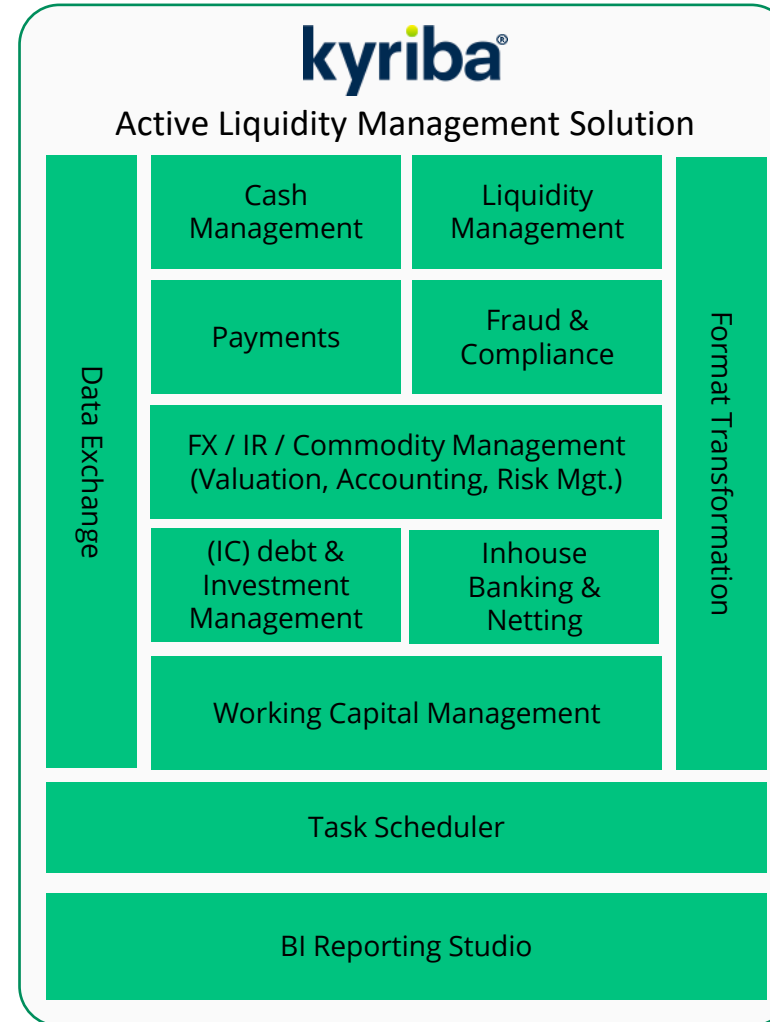 kyriba®
Active Liquidity Management Solution
Data Exchange
Cash
Management
Liquidity
Management
Payments
Fraud &
Compliance
FX / IR / Commodity Management
(Valuation, Accounting, Risk Mgt.)
(IC) debt &
Investment
Management
Inhouse
Banking &
Netting
Working Capital Management
Format Transformation
Task Scheduler
BI Reporting Studio